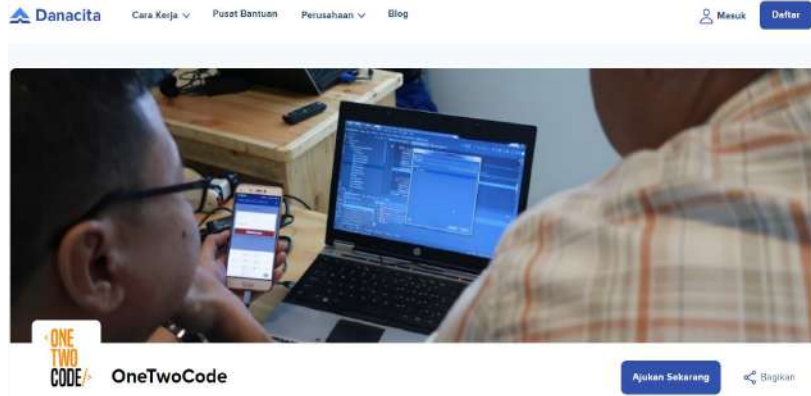 Danacita
Cara Kerja
Pusat Bantuan
Perusahaan
Blog
Masuk
Daftar
<ONE
TWO
CODE/>
OneTwoCode
Ajukan Sekarang
Bagikan